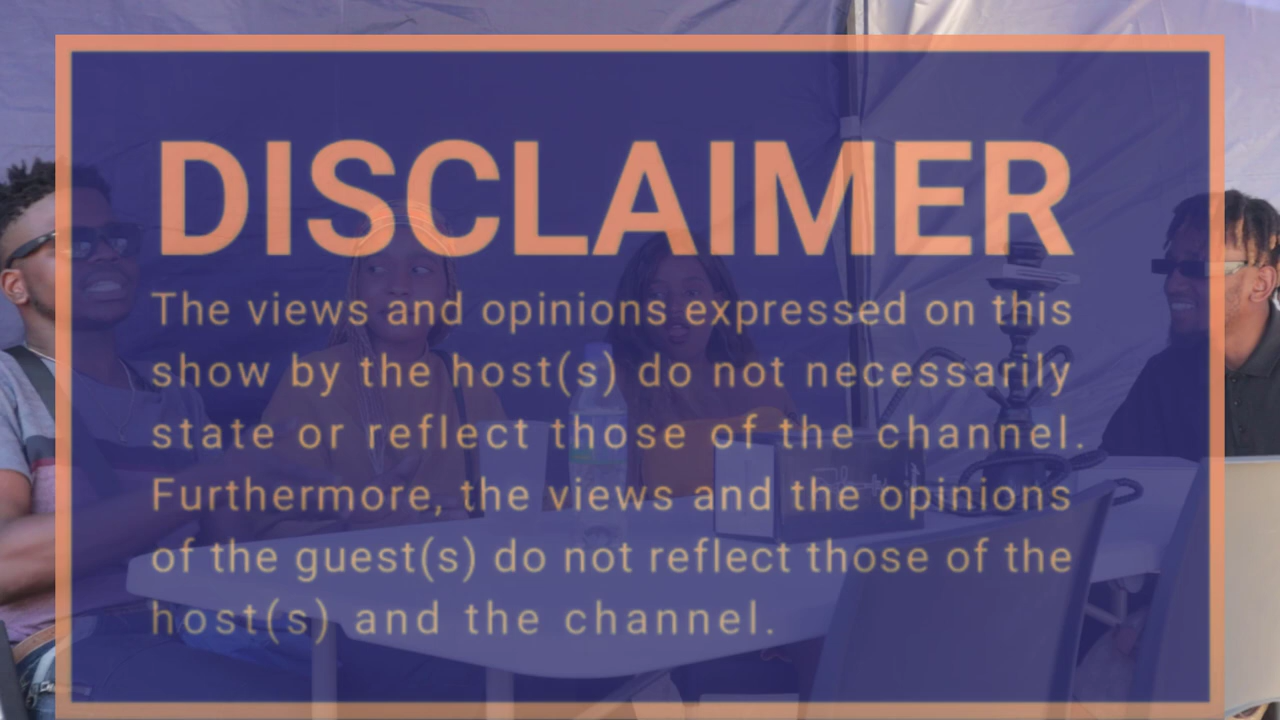 DISCLAIMER
The views and opinions expressed on this
show by the host(s) do not necessarily
state or reflect those of the channel.
Furthermore, the views and the opinions
of the guest(s) do not reflect those of the
host(s) and the channel.